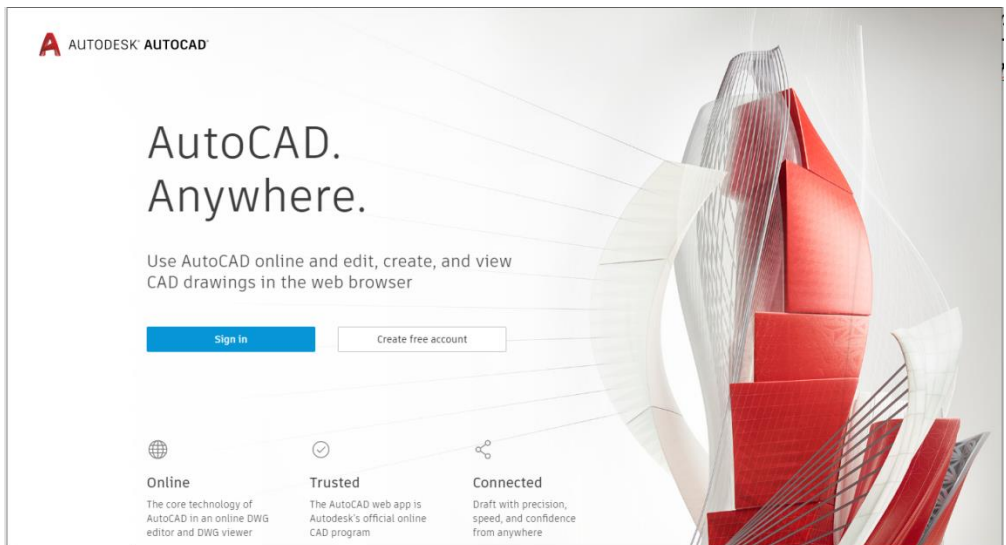 AUTODESK® AUTOCAD®
AutoCAD.
Anywhere.
Use AutoCAD online and edit, create, and view
CAD drawings in the web browser
Sign in
Create free account
Online
The core technology of
AutoCAD in an online DWG
editor and DWG viewer
Trusted
The AutoCAD web app is
Autodesk's official online
CAD program
Connected
Draft with precision,
speed, and confidence
from anywhere